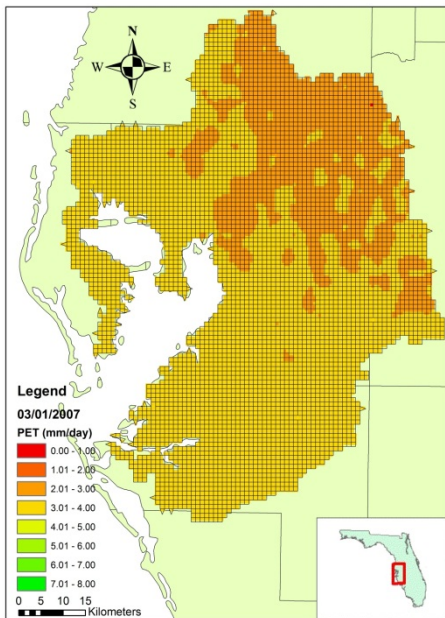 N
W E
S
Legend
03/01/2007
PET (mm/day)
0.00 - 1.00
1.01 - 2.00
2.01 - 3.00
3.01 - 4.00
4.01 - 5.00
5.01 - 6.00
6.01 - 7.00
7.01 - 8.00
0 5 10 15
Kilometers